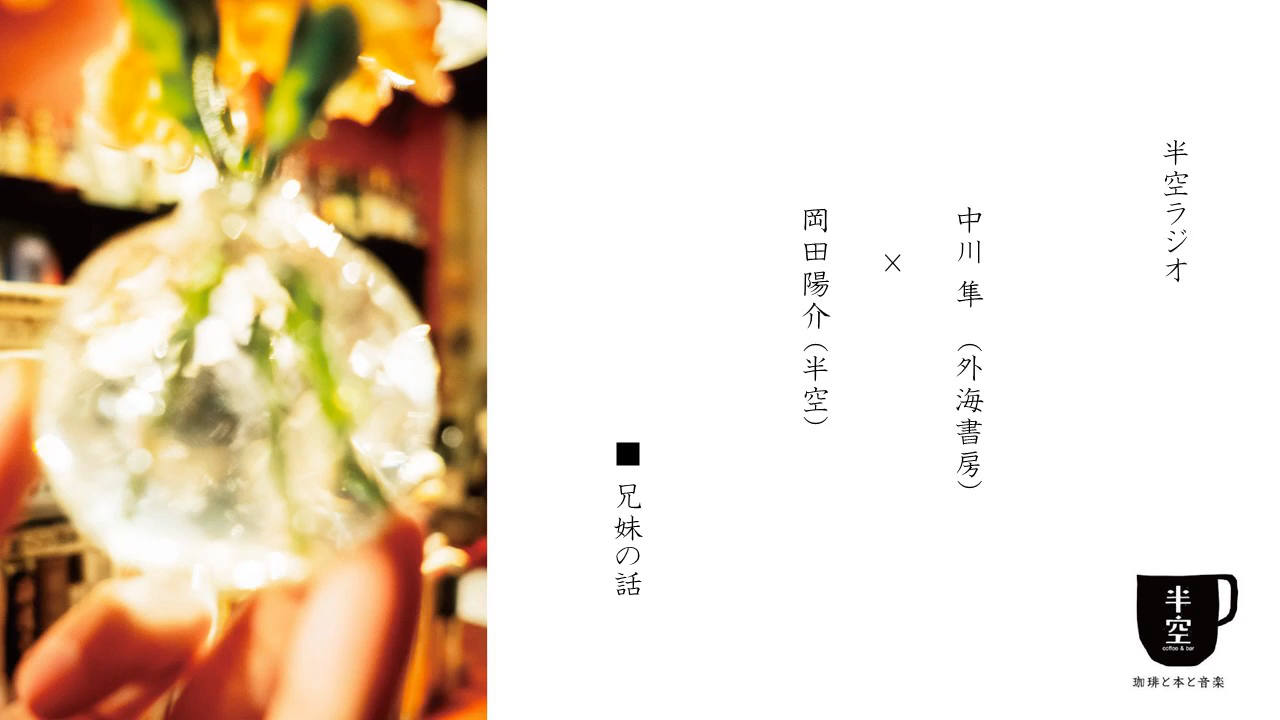 半空ラジオ
中川 隼 （外海書房）
×
岡田陽介（半空）
■ 兄妹の話
半空
coffee & bar
珈琲と本と音楽